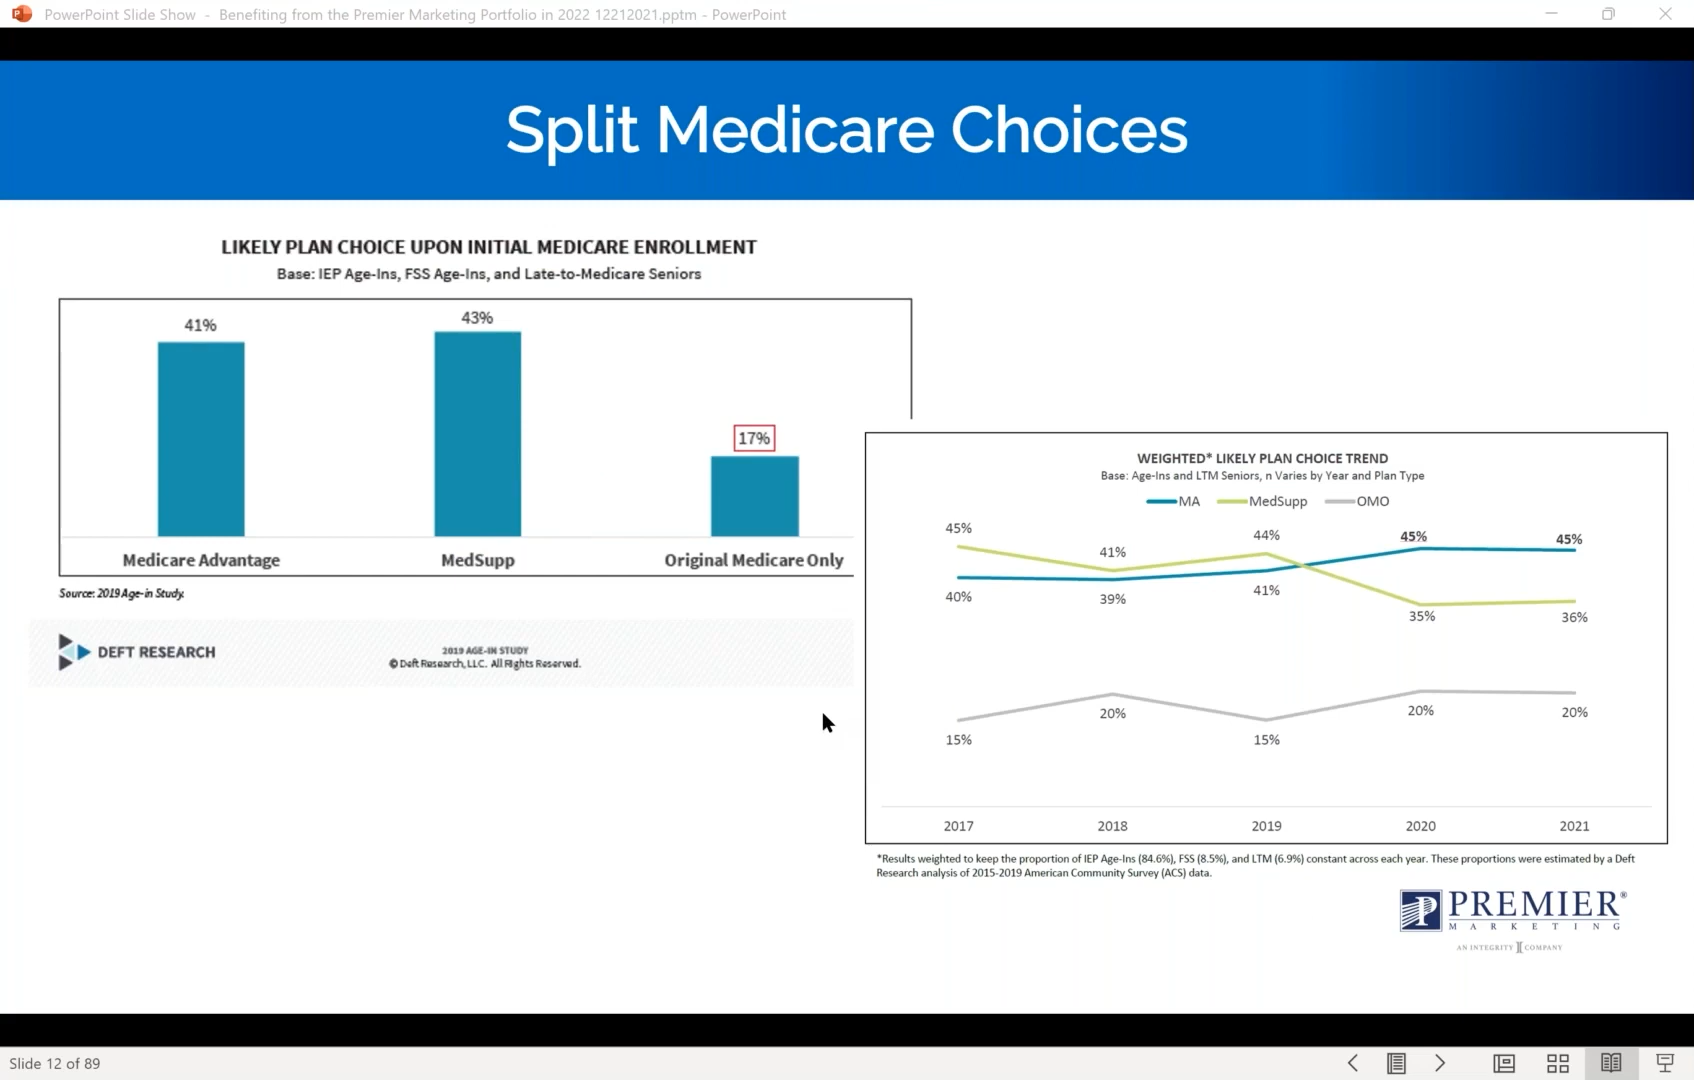 PowerPoint Slide Show - Benefiting from the Premier Marketing Portfolio in 2022 12212021.pptm - PowerPoint
Split Medicare Choices
LIKELY PLAN CHOICE UPON INITIAL MEDICARE ENROLLMENT
Base: IEP Age-Ins, FSS Age-Ins, and Late-to-Medicare Seniors
41%
43%
17%
Medicare Advantage
MedSupp
Original Medicare Only
Source: 2019 Age-in Study.
DEFT RESEARCH
2019 AGE-IN STUDY
© Deft Research, LLC. All Rights Reserved.
WEIGHTED* LIKELY PLAN CHOICE TREND
Base: Age-Ins and LTM Seniors, n Varies by Year and Plan Type
MA MedSupp OMO
45% 41% 44% 45% 45%
40% 39% 41% 35% 36%
15% 20% 15% 20% 20%
2017 2018 2019 2020 2021
*Results weighted to keep the proportion of IEP Age-Ins (84.6%), FSS (8.5%), and LTM (6.9%) constant across each year. These proportions were estimated by a Deft
Research analysis of 2015-2019 American Community Survey (ACS) data.
PREMIER®
MARKETING
AN INTEGRITY COMPANY
Slide 12 of 89